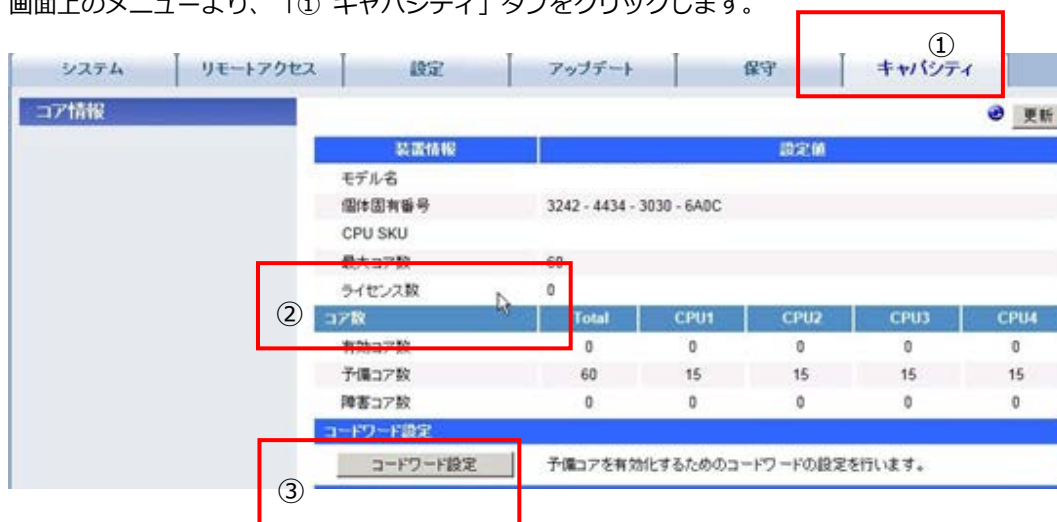 画面上のメニューより、「① キャパシティ」タブをクリックします。
①
システム リモートアクセス 設定 アップデート 保守 キャパシティ
コア情報
更新
装置情報 設定値
モデル名
個体固有番号 3242 - 4434 - 3030 - 6A0C
CPU SKU
最大コア数 60
ライセンス数 0
②
コア数 Total CPU1 CPU2 CPU3 CPU4
有効コア数 0 0 0 0 0
予備コア数 60 15 15 15 15
障害コア数 0 0 0 0 0
コードワード設定
コードワード設定 予備コアを有効化するためのコードワードの設定を行います。
③